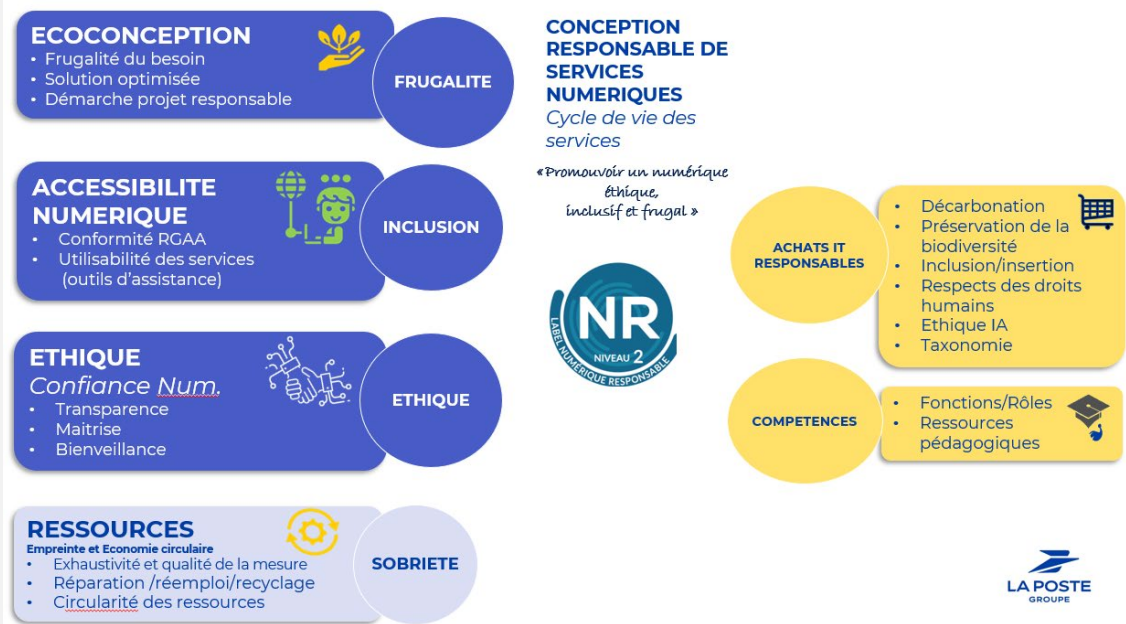 ECOCONCEPTION
• Frugalité du besoin
• Solution optimisée
• Démarche projet responsable
FRUGALITE
ACCESSIBILITE
NUMERIQUE
• Conformité RGAA
• Utilisabilité des services
(outils d'assistance)
INCLUSION
ETHIQUE
Confiance Num.
• Transparence
• Maitrise
• Bienveillance
ETHIQUE
RESSOURCES
Empreinte et Economie circulaire
• Exhaustivité et qualité de la mesure
• Réparation /réemploi/recyclage
• Circularité des ressources
SOBRIETE
CONCEPTION
RESPONSABLE DE
SERVICES
NUMERIQUES
Cycle de vie des
services
«Promouvoir un numérique
éthique,
inclusif et frugal »
NR
NIVEAU 2
LABEL NUMÉRIQUE RESPONSABLE
ACHATS IT
RESPONSABLES
• Décarbonation
• Préservation de la
biodiversité
• Inclusion/insertion
• Respects des droits
humains
• Ethique IA
• Taxonomie
COMPETENCES
• Fonctions/Rôles
• Ressources
pédagogiques
LA POSTE
GROUPE